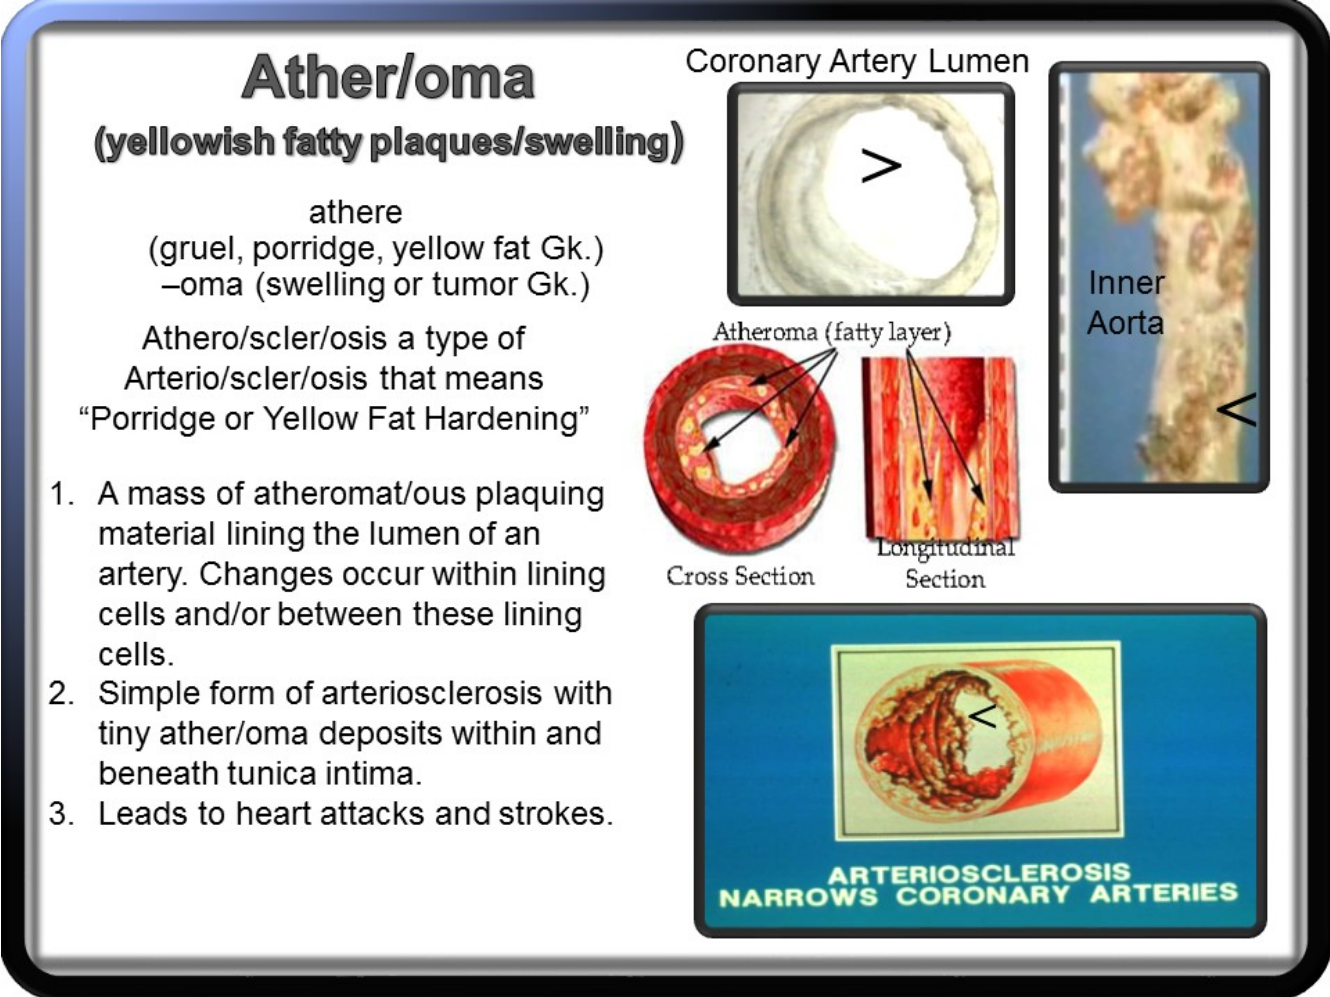 Ather/oma
(yellowish fatty plaques/swelling)
athere
(gruel, porridge, yellow fat Gk.)
–oma (swelling or tumor Gk.)
Athero/scler/osis a type of
Arterio/scler/osis that means
“Porridge or Yellow Fat Hardening”
1. A mass of atheromat/ous plaquing
material lining the lumen of an
artery. Changes occur within lining
cells and/or between these lining
cells.
2. Simple form of arteriosclerosis with
tiny ather/oma deposits within and
beneath tunica intima.
3. Leads to heart attacks and strokes.
Coronary Artery Lumen
>
Inner
Aorta
<
Atheroma (fatty layer)
Cross Section
Longitudinal
Section
<
ARTERIOSCLEROSIS
NARROWS CORONARY ARTERIES